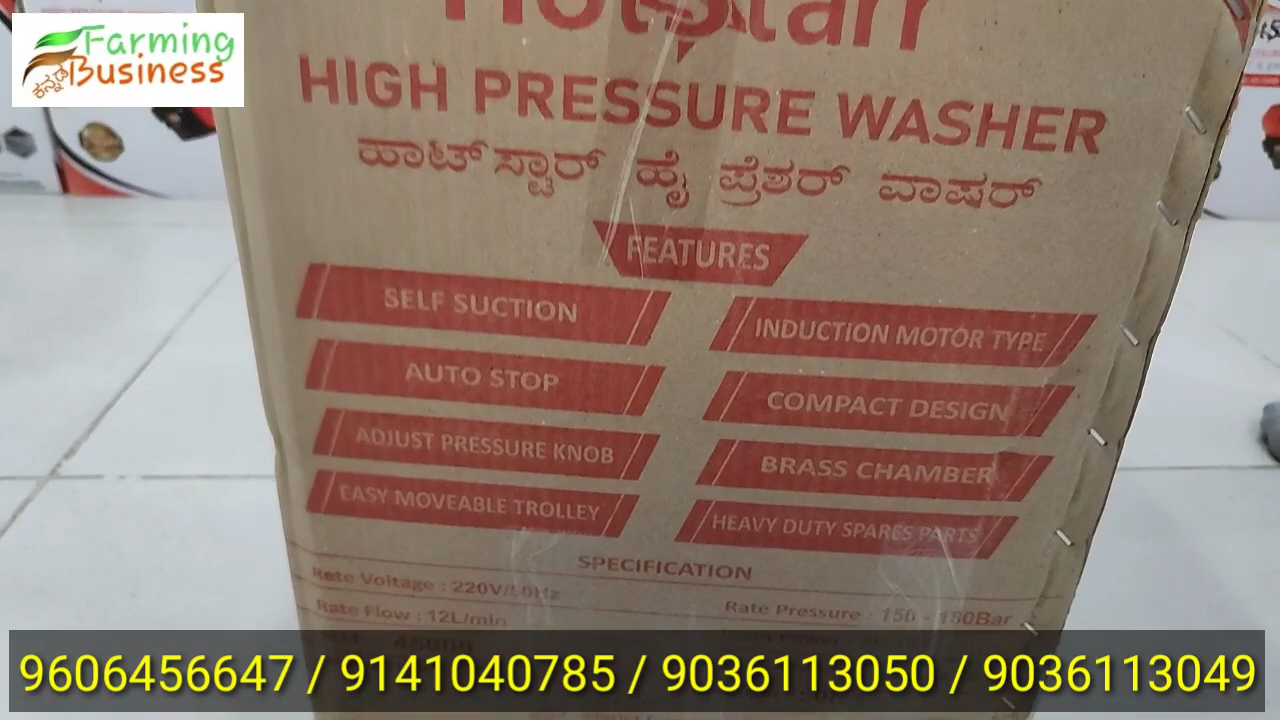 Farming
ಕನ್ನಡ Business
HIGH PRESSURE WASHER
ಹಾಟ್‌ಸ್ಟಾರ್ ಹೈ ಪ್ರೆಶರ್ ವಾಷರ್
FEATURES
SELF SUCTION
INDUCTION MOTOR TYPE
AUTO STOP
COMPACT DESIGN
ADJUST PRESSURE KNOB
BRASS CHAMBER
EASY MOVEABLE TROLLEY
HEAVY DUTY SPARES PARTS
SPECIFICATION
Rate Voltage : 220V/50Hz
Rate Pressure : 150 - 180Bar
Rate Flow : 12L/min
9606456647 / 9141040785 / 9036113050 / 9036113049